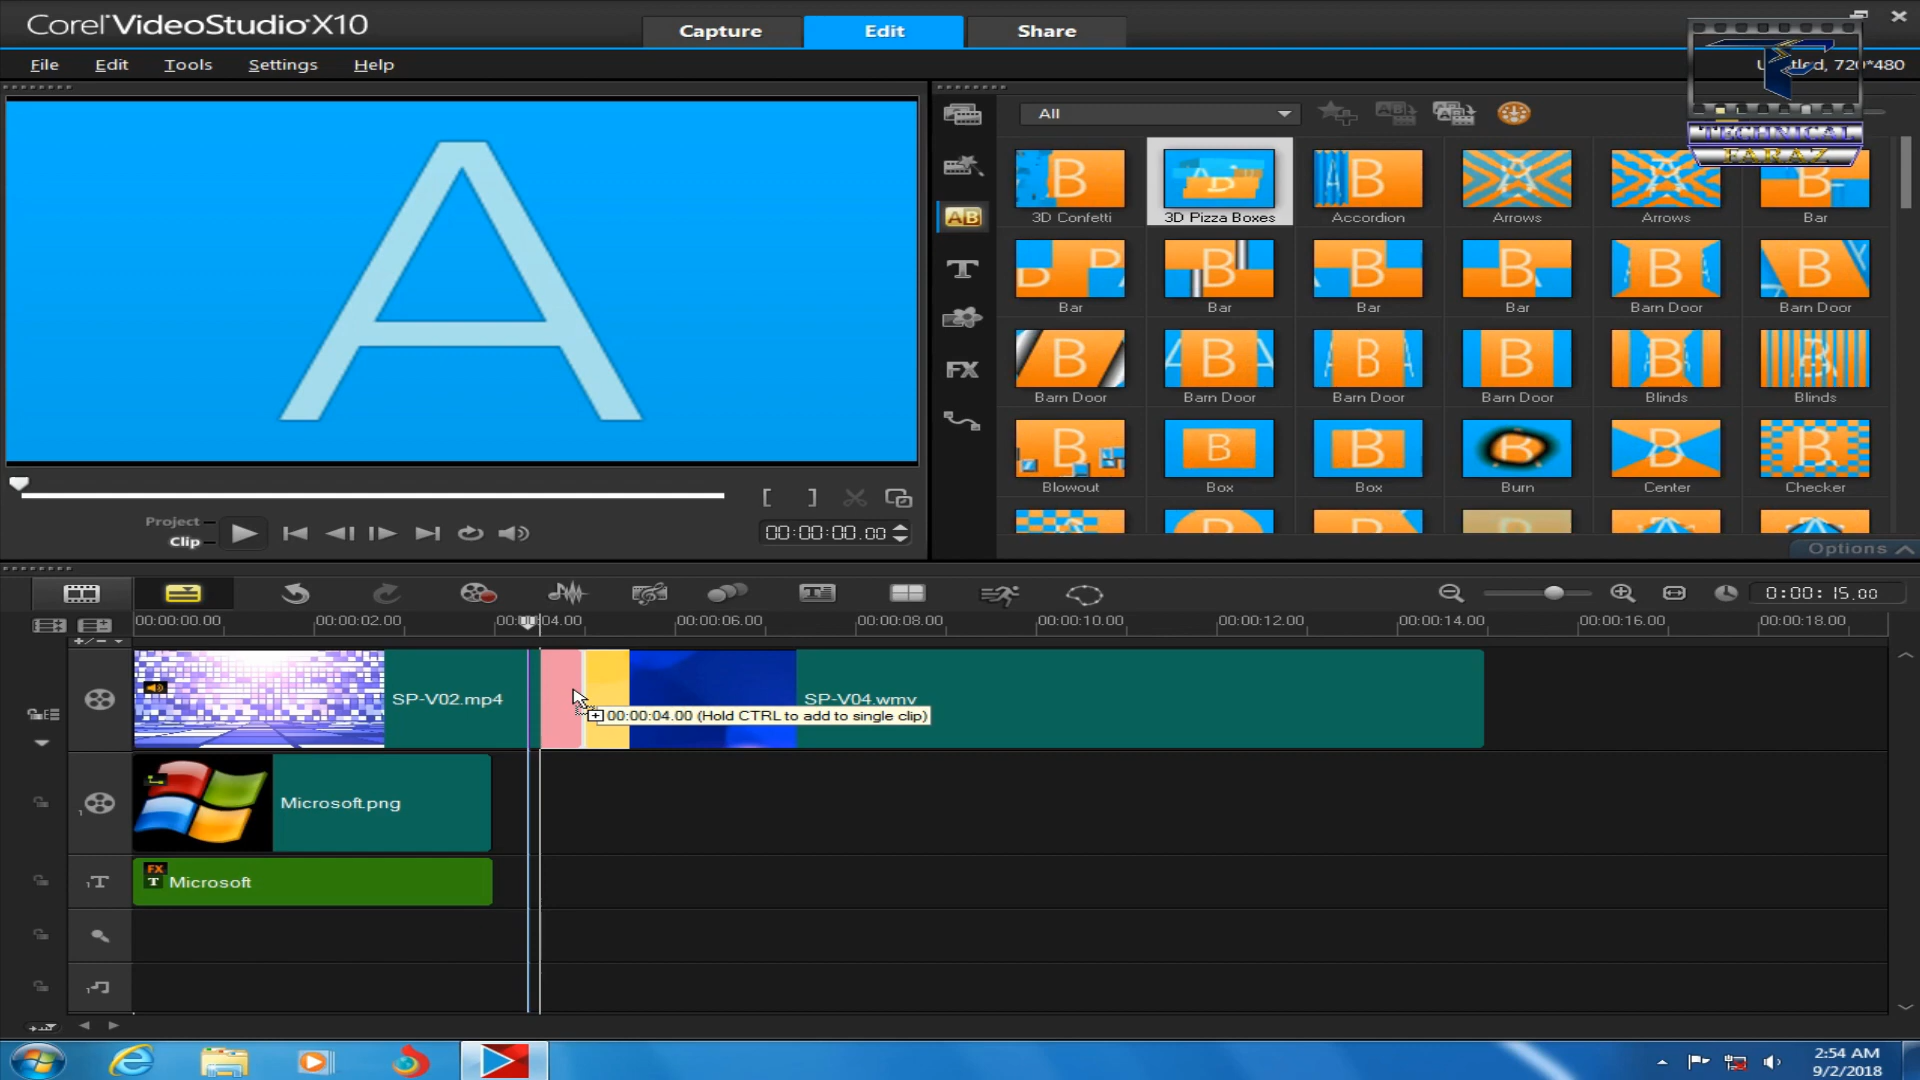 Corel VideoStudio X10
Capture
Edit
Share
File
Edit
Tools
Settings
Help
720*480
TECHNICAL
FARAZ
A
All
3D Confetti
3D Pizza Boxes
Accordion
Arrows
Arrows
Bar
Bar
Bar
Bar
Bar
Barn Door
Barn Door
Barn Door
Barn Door
Barn Door
Barn Door
Blinds
Blinds
Blowout
Box
Box
Burn
Center
Checker
AB
T
FX
Project
Clip
[ ]
00:00:00.00
Options
0:00:15.00
00:00:00.00
00:00:02.00
00:00:04.00
00:00:06.00
00:00:08.00
00:00:10.00
00:00:12.00
00:00:14.00
00:00:16.00
00:00:18.00
SP-V02.mp4
SP-V04.wmv
00:00:04.00 (Hold CTRL to add to single clip)
Microsoft.png
FX
T
Microsoft
1T
2:54 AM
9/2/2018